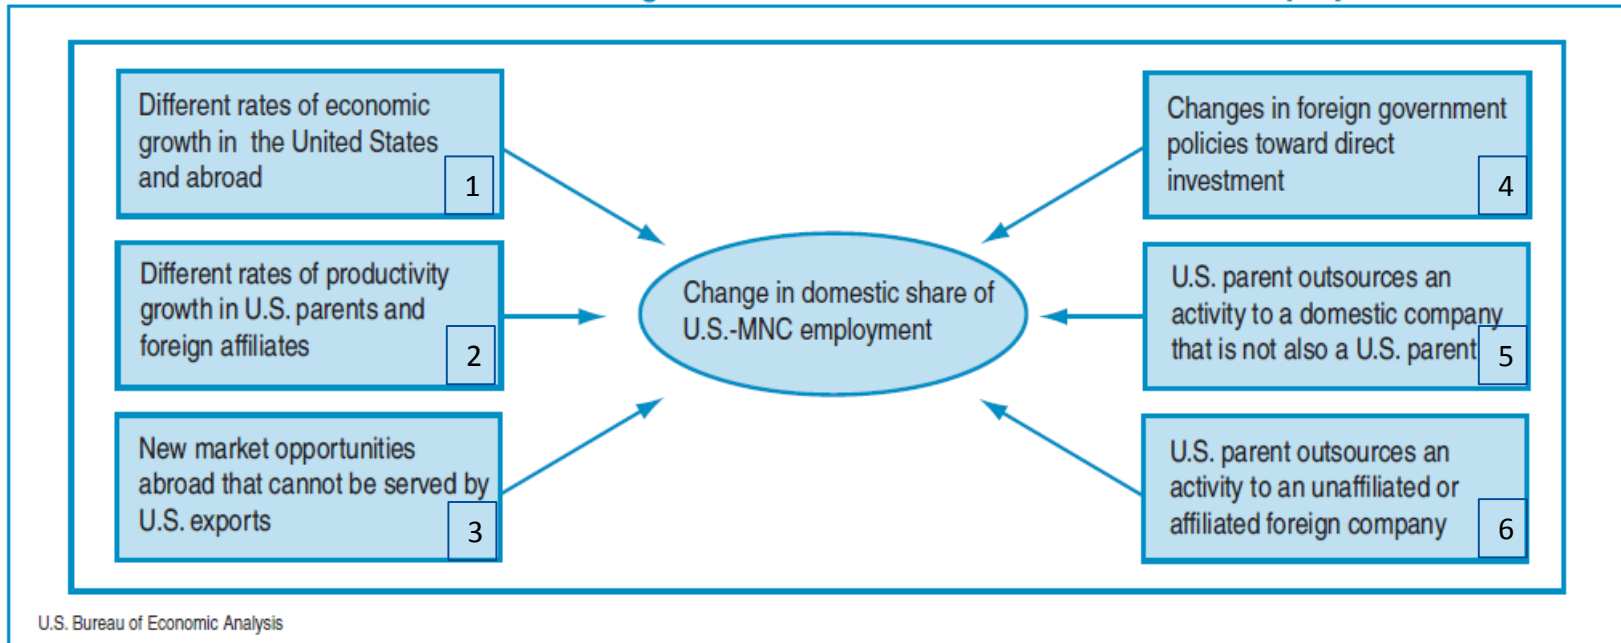 Different rates of economic
growth in the United States
and abroad
1
Different rates of productivity
growth in U.S. parents and
foreign affiliates
2
New market opportunities
abroad that cannot be served by
U.S. exports
3
Change in domestic share of
U.S.-MNC employment
Changes in foreign government
policies toward direct
investment
4
U.S. parent outsources an
activity to a domestic company
that is not also a U.S. parent
5
U.S. parent outsources an
activity to an unaffiliated or
affiliated foreign company
6
U.S. Bureau of Economic Analysis